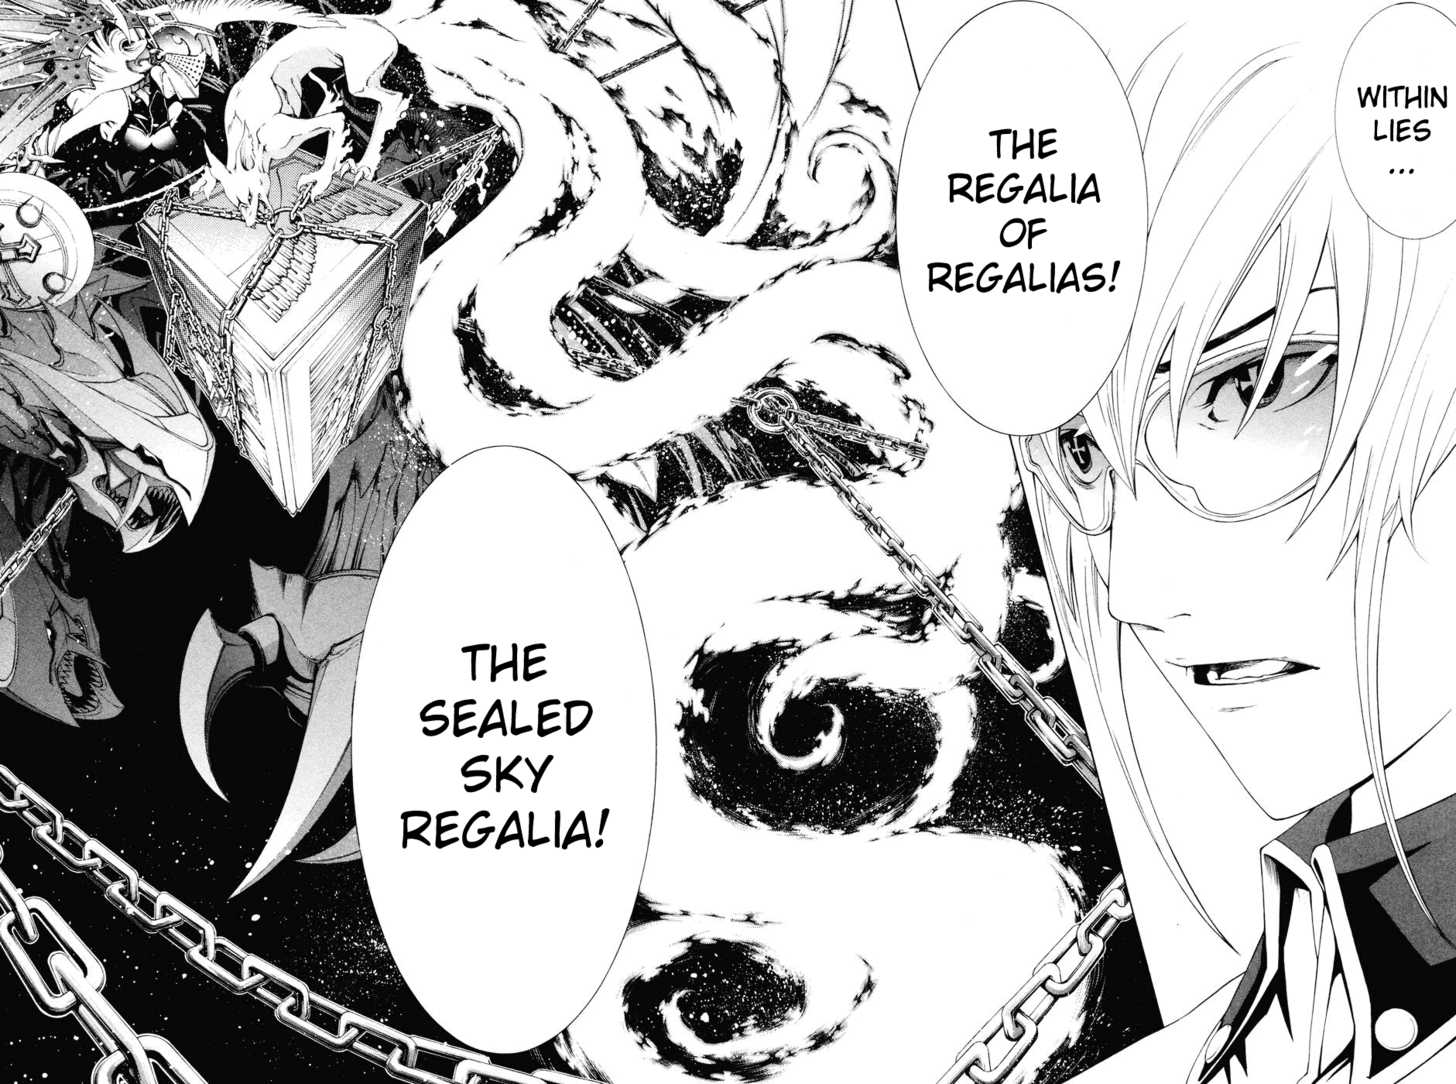 WITHIN
LIES
...
THE
REGALIA
OF
REGALIAS!
THE
SEALED
SKY
REGALIA!